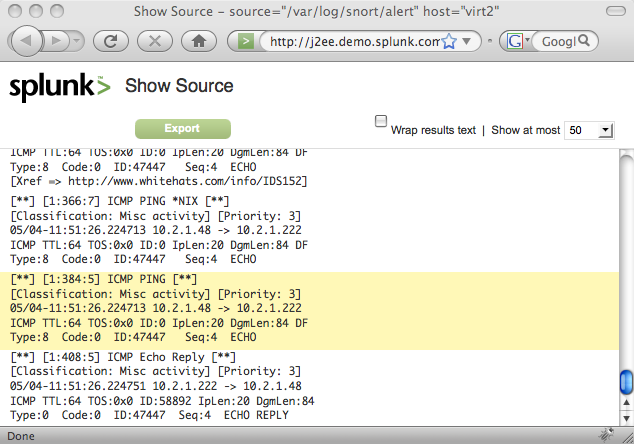 Show Source – source="/var/log/snort/alert" host="virt2"
http://j2ee.demo.splunk.com
G Googl
splunk> Show Source
Export
Wrap results text | Show at most 50
ICMP TTL:64 TOS:0x0 ID:0 IpLen:20 DgmLen:84 DF
Type:8 Code:0 ID:47447 Seq:4 ECHO
[Xref => http://www.whitehats.com/info/IDS152]
[**] [1:366:7] ICMP PING *NIX [**]
[Classification: Misc activity] [Priority: 3]
05/04-11:51:26.224713 10.2.1.48 -> 10.2.1.222
ICMP TTL:64 TOS:0x0 ID:0 IpLen:20 DgmLen:84 DF
Type:8 Code:0 ID:47447 Seq:4 ECHO
[**] [1:384:5] ICMP PING [**]
[Classification: Misc activity] [Priority: 3]
05/04-11:51:26.224713 10.2.1.48 -> 10.2.1.222
ICMP TTL:64 TOS:0x0 ID:0 IpLen:20 DgmLen:84 DF
Type:8 Code:0 ID:47447 Seq:4 ECHO
[**] [1:408:5] ICMP Echo Reply [**]
[Classification: Misc activity] [Priority: 3]
05/04-11:51:26.224751 10.2.1.222 -> 10.2.1.48
ICMP TTL:64 TOS:0x0 ID:58892 IpLen:20 DgmLen:84
Type:0 Code:0 ID:47447 Seq:4 ECHO REPLY
Done